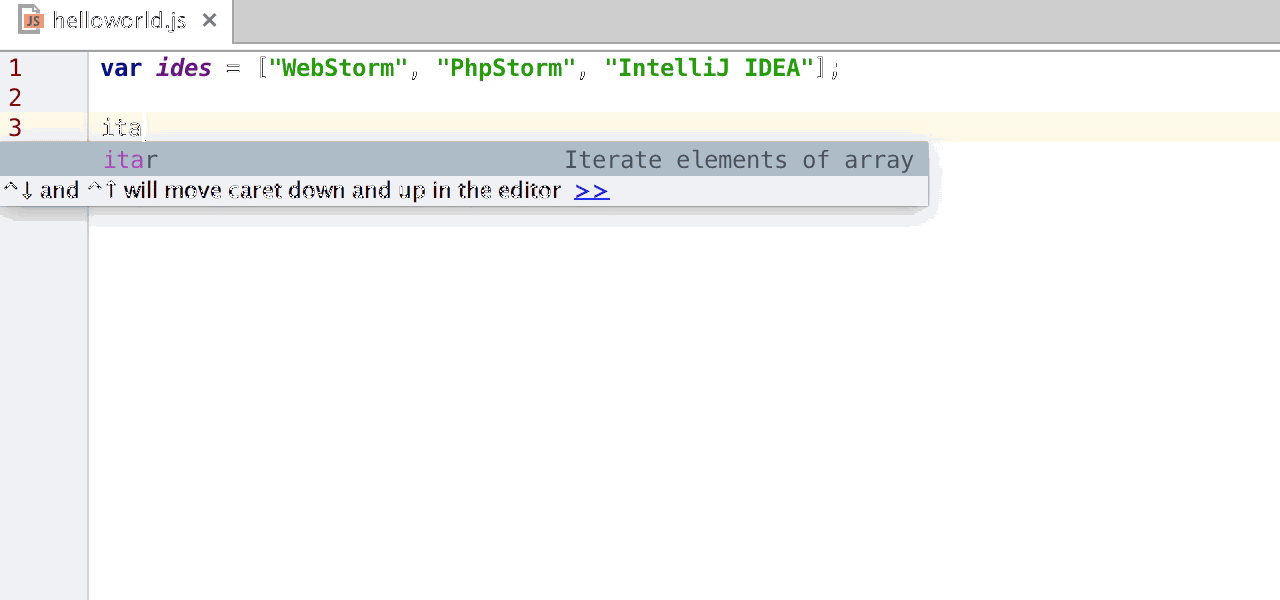 JS helloworld.js ×
1 var ides = ["WebStorm", "PhpStorm", "IntelliJ IDEA"];
2
3 ita
itar Iterate elements of array
^↓ and ^↑ will move caret down and up in the editor >>